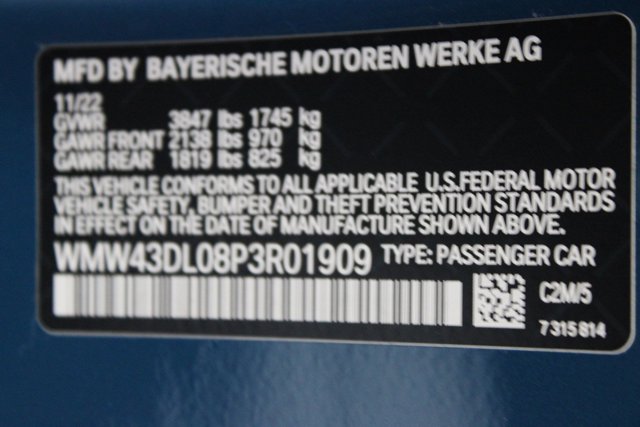 MFD BY BAYERISCHE MOTOREN WERKE AG
11/22
GVWR 3847 lbs 1745 kg
GAWR FRONT 2138 lbs 970 kg
GAWR REAR 1819 lbs 825 kg
THIS VEHICLE CONFORMS TO ALL APPLICABLE U.S.FEDERAL MOTOR
VEHICLE SAFETY, BUMPER AND THEFT PREVENTION STANDARDS
IN EFFECT ON THE DATE OF MANUFACTURE SHOWN ABOVE.
WMW43DL08P3R01909 TYPE: PASSENGER CAR
C2M/5
7315814